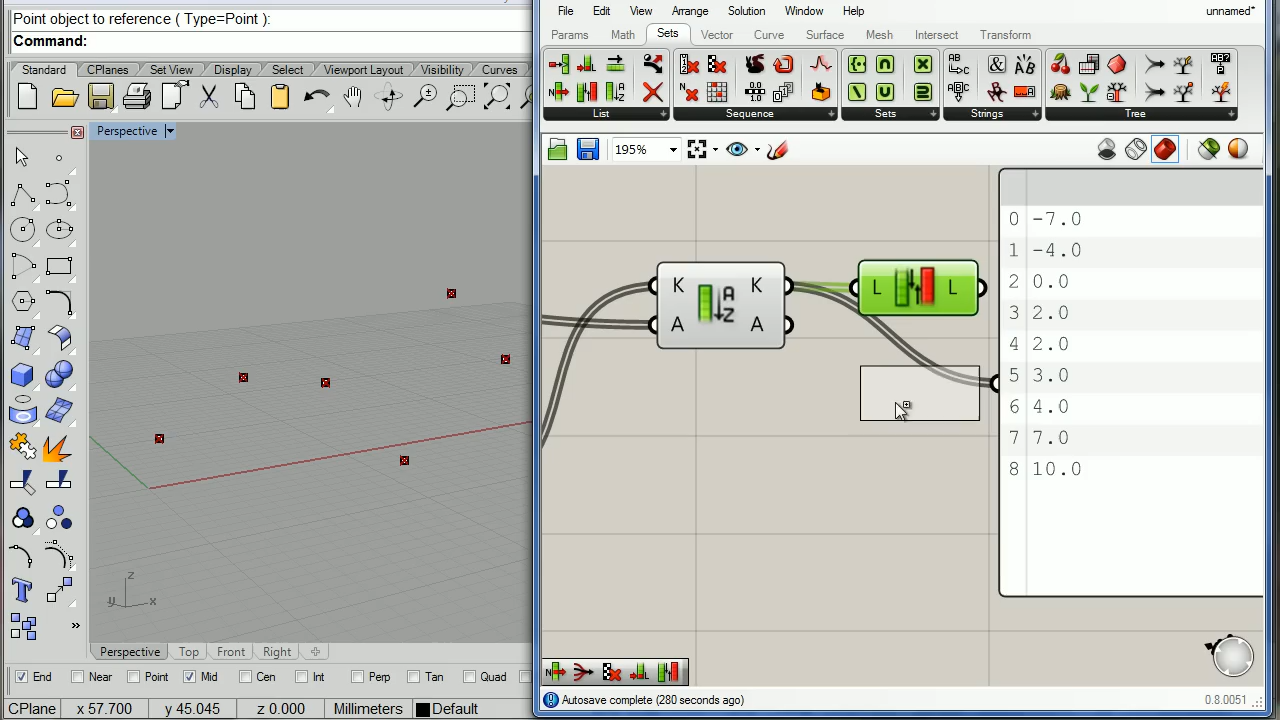 Point object to reference ( Type=Point ):
Command:
Standard CPlanes Set View Display Select Viewport Layout Visibility Curves
Perspective
z
y x
Perspective Top Front Right
End Near Point Mid Cen Int Perp Tan Quad
CPlane x 57.700 y 45.045 z 0.000 Millimeters Default
File Edit View Arrange Solution Window Help unnamed*
Params Math Sets Vector Curve Surface Mesh Intersect Transform
List Sequence Sets Strings Tree
195%
K K
A A
A
Z
L L
0 -7.0
1 -4.0
2 0.0
3 2.0
4 2.0
5 3.0
6 4.0
7 7.0
8 10.0
Autosave complete (280 seconds ago) 0.8.0051